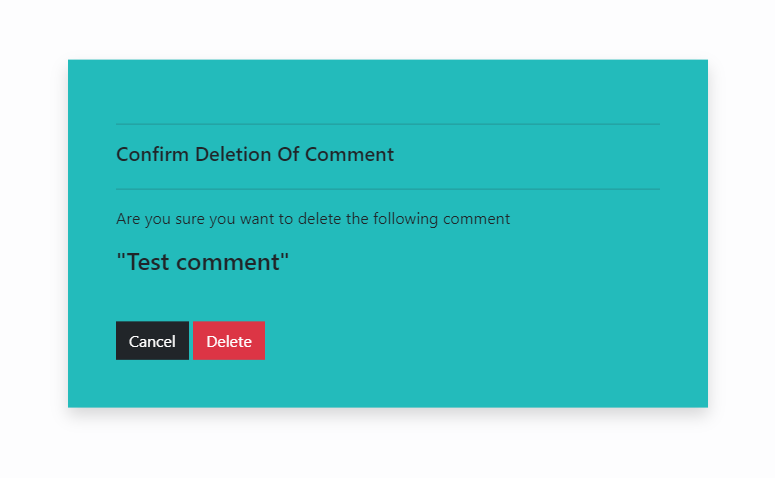 Confirm Deletion Of Comment
Are you sure you want to delete the following comment
"Test comment"
Cancel Delete